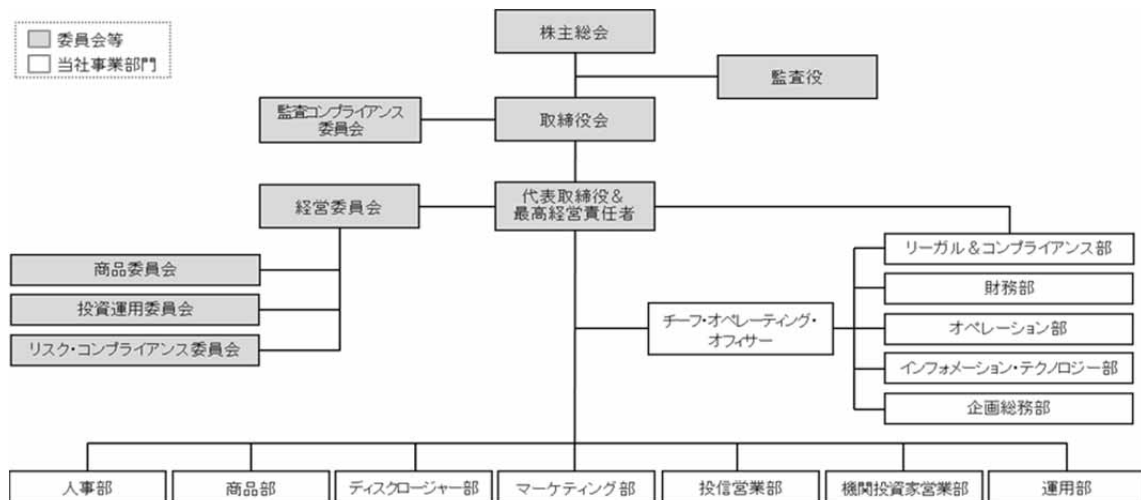 委員会等
当社事業部門
株主総会
監査役
監査コンプライアンス
委員会
取締役会
経営委員会
代表取締役＆
最高経営責任者
リーガル＆コンプライアンス部
商品委員会
財務部
投資運用委員会
チーフ・オペレーティング・
オフィサー
オペレーション部
リスク・コンプライアンス委員会
インフォメーション・テクノロジー部
企画総務部
人事部
商品部
ディスクロージャー部
マーケティング部
投信営業部
機関投資家営業部
運用部